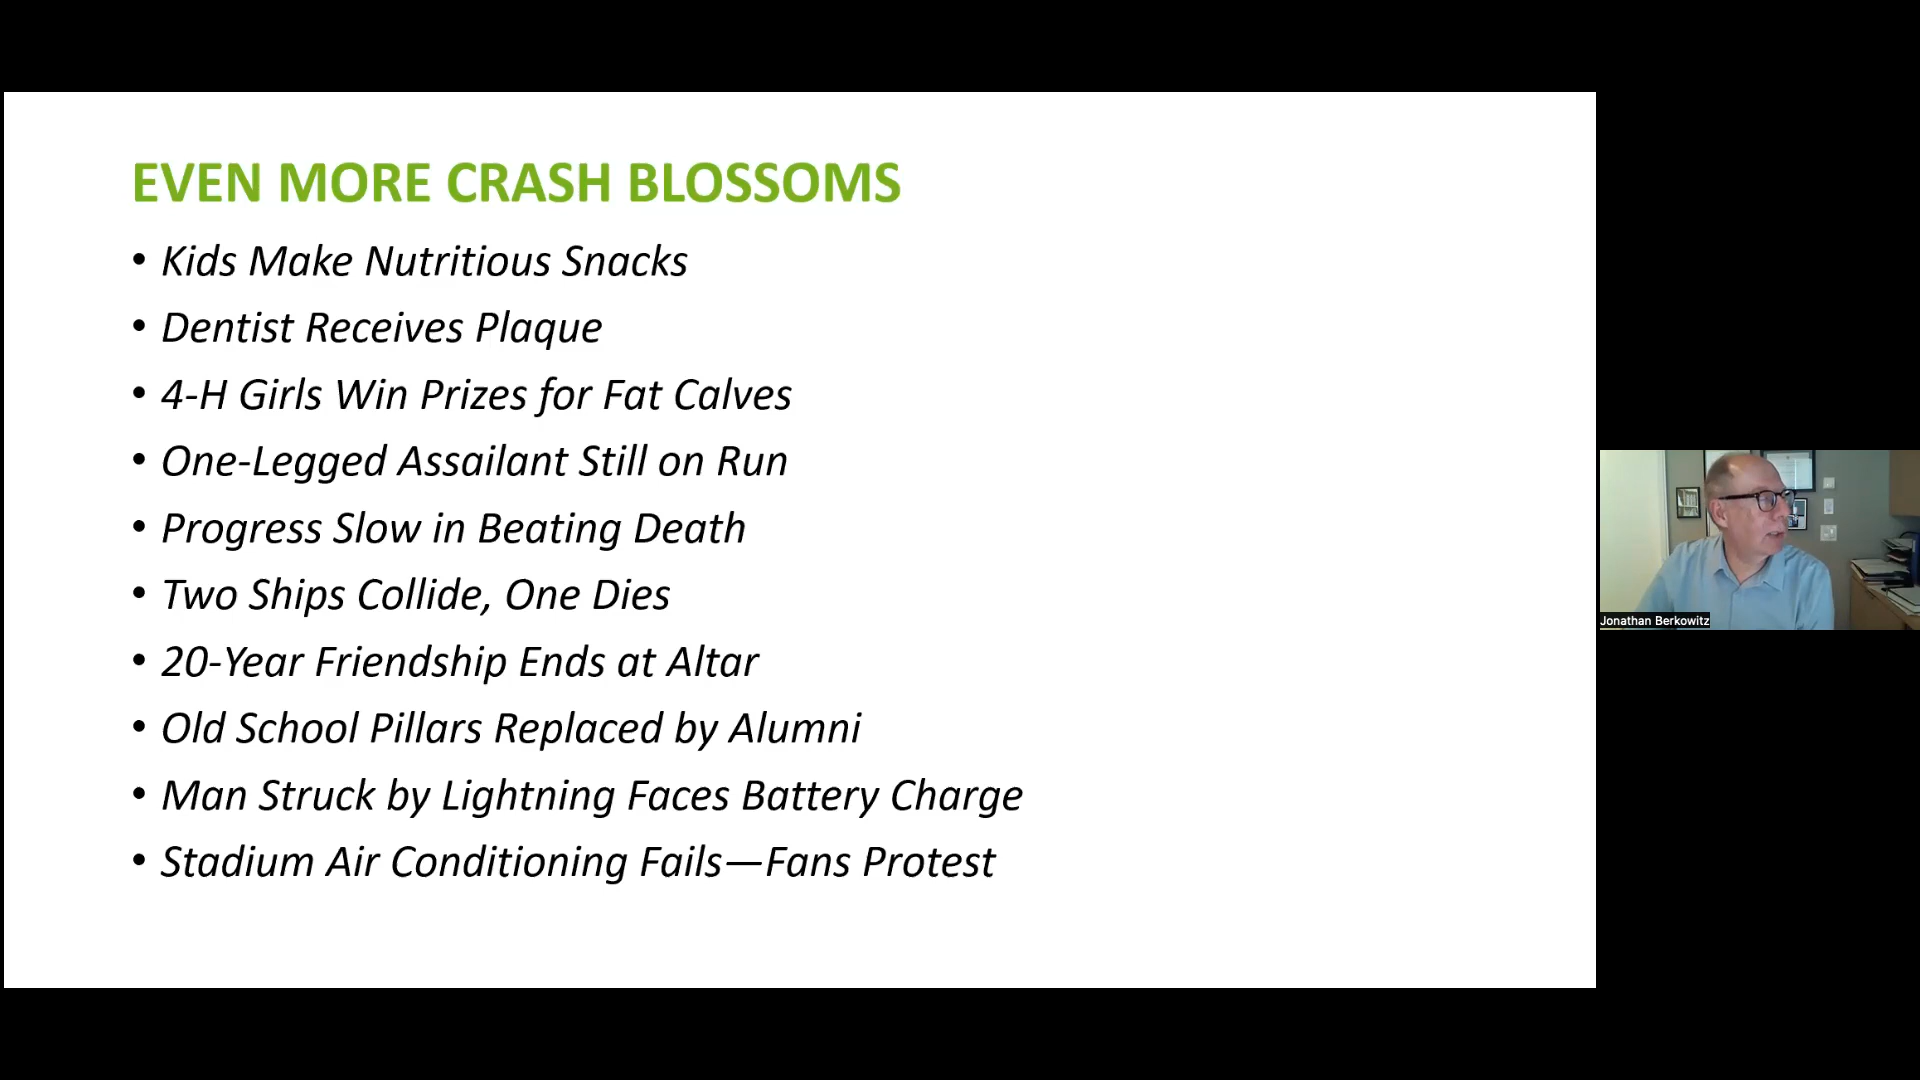 EVEN MORE CRASH BLOSSOMS
• Kids Make Nutritious Snacks
• Dentist Receives Plaque
• 4-H Girls Win Prizes for Fat Calves
• One-Legged Assailant Still on Run
• Progress Slow in Beating Death
• Two Ships Collide, One Dies
• 20-Year Friendship Ends at Altar
• Old School Pillars Replaced by Alumni
• Man Struck by Lightning Faces Battery Charge
• Stadium Air Conditioning Fails—Fans Protest
Jonathan Berkowitz